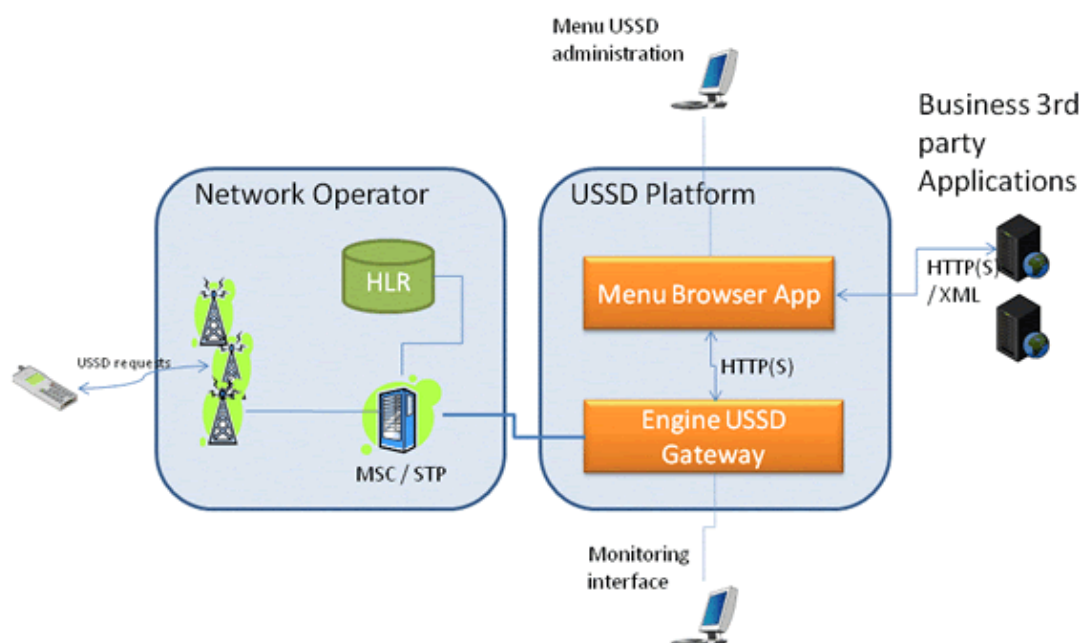 Menu USSD
administration
Business 3rd
party
Applications
Network Operator
USSD Platform
HLR
Menu Browser App
HTTP(S)
/ XML
USSD requests
HTTP(S)
Engine USSD
Gateway
MSC / STP
Monitoring
interface